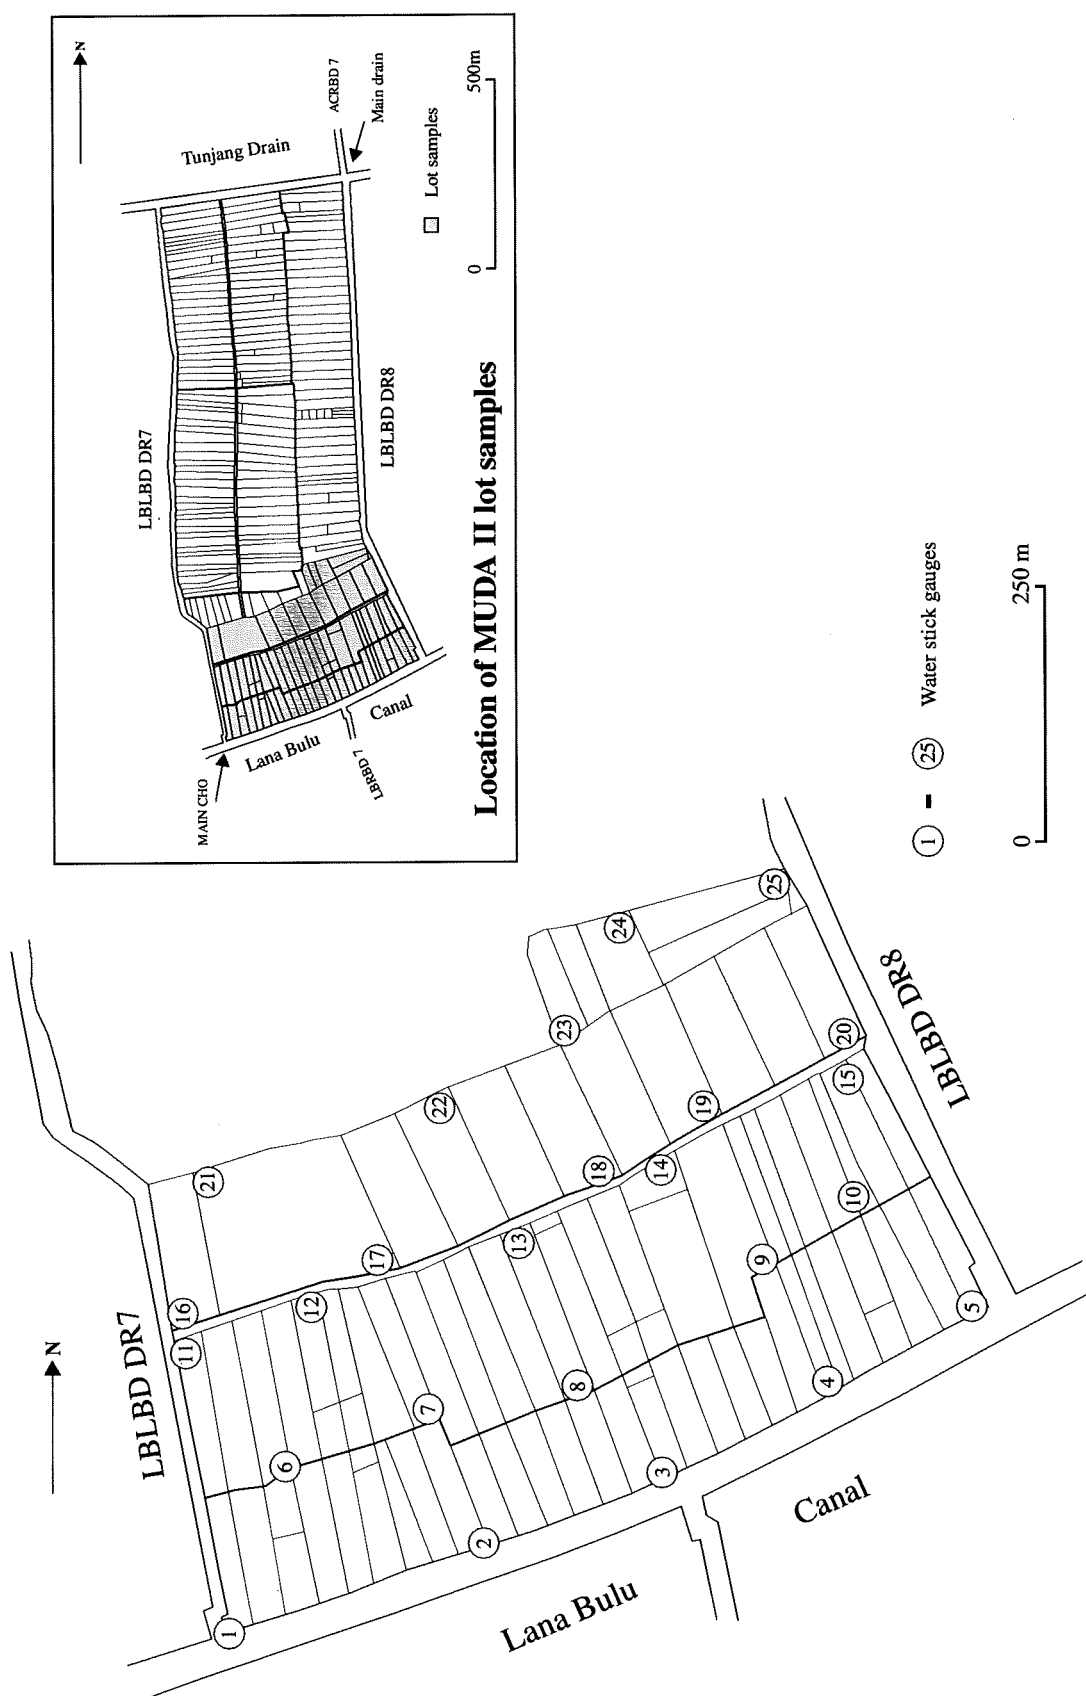 N
Tunjang Drain
ACRBD 7
Main drain
LBLBD DR7
LBLBD DR8
Lot samples
0
500m
MAIN CHO
Lana Bulu
Canal
LBRBD 7
Location of MUDA II lot samples
N
LBLBD DR7
LBLBD DR8
Lana Bulu
Canal
1
2
3
4
5
6
7
8
9
10
11
12
13
14
15
16
17
18
19
20
21
22
23
24
25
1 - 25 Water stick gauges
0
250 m